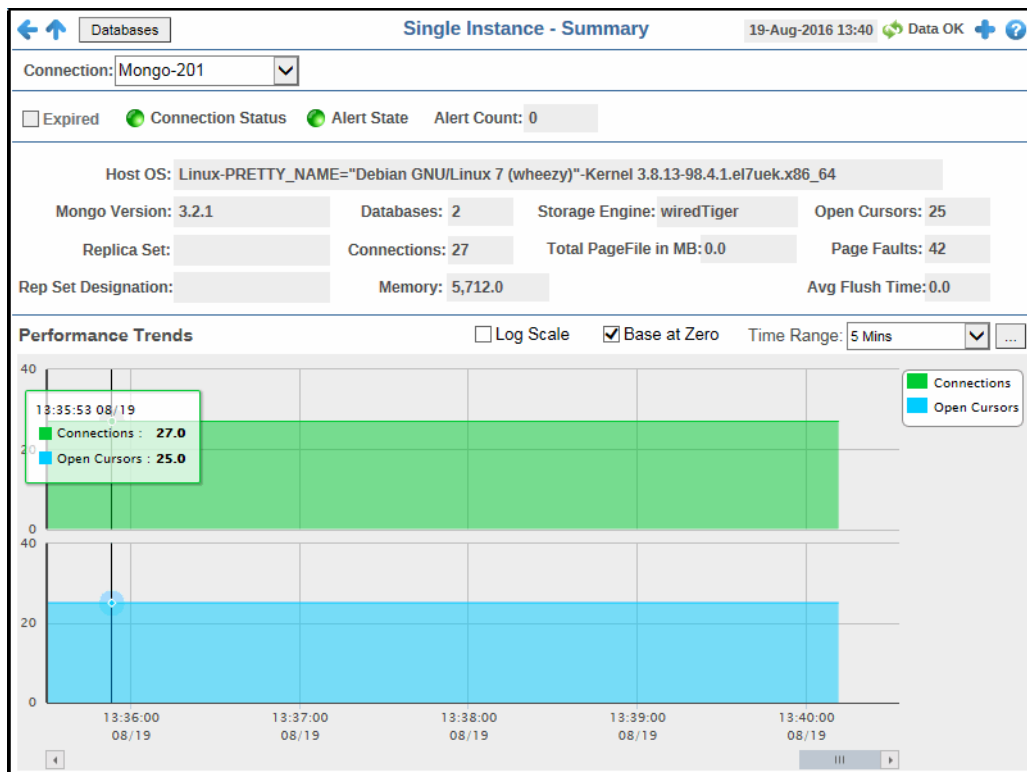 Databases Single Instance - Summary 19-Aug-2016 13:40 Data OK
Connection: Mongo-201
Expired Connection Status Alert State Alert Count: 0
Host OS: Linux-PRETTY_NAME="Debian GNU/Linux 7 (wheezy)"-Kernel 3.8.13-98.4.1.el7uek.x86_64
Mongo Version: 3.2.1 Databases: 2 Storage Engine: wiredTiger Open Cursors: 25
Replica Set: Connections: 27 Total PageFile in MB: 0.0 Page Faults: 42
Rep Set Designation: Memory: 5,712.0 Avg Flush Time: 0.0
Performance Trends Log Scale Base at Zero Time Range: 5 Mins ...
40
Connections
Open Cursors
13:35:53 08/19
Connections : 27.0
20
Open Cursors : 25.0
0
40
20
0
13:36:00 13:37:00 13:38:00 13:39:00 13:40:00
08/19 08/19 08/19 08/19 08/19